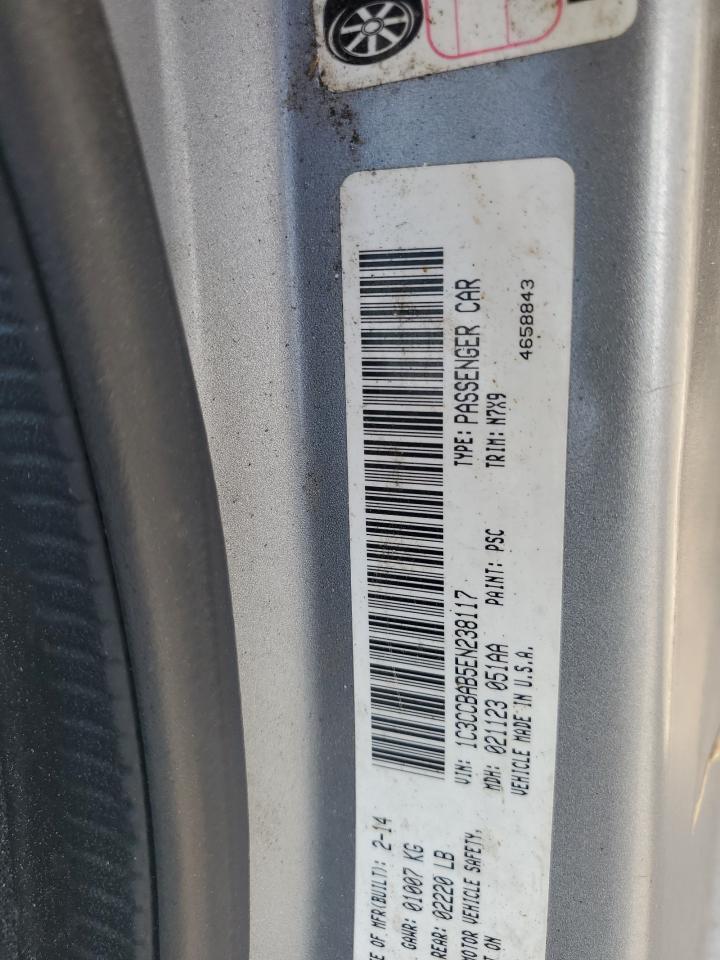 E OF MFR(BUILT): 2-14
GAWR: 01007 KG
REAR: 02220 LB
MOTOR VEHICLE SAFETY,
ON
VIN: 1C3CCBAB5EN238117
TYPE: PASSENGER CAR
MDH: 021123 051AA
PAINT: PSC
TRIM: N7X9
VEHICLE MADE IN U.S.A.
4658843